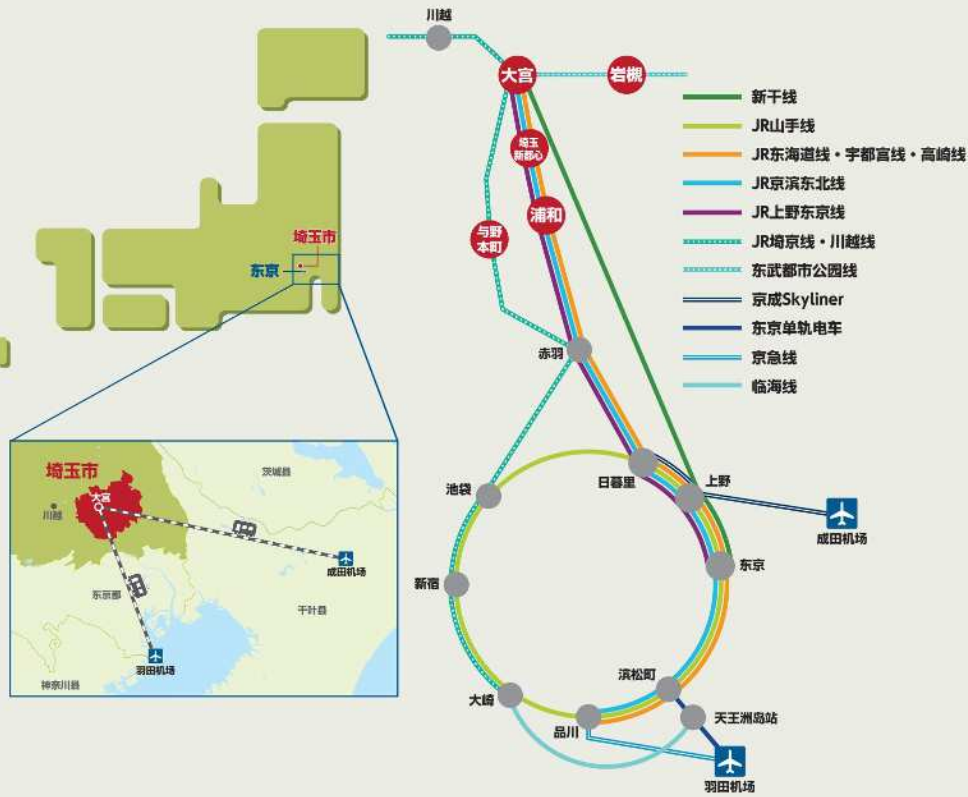 川越
大宫
岩槻
埼玉
新都心
浦和
与野
本町
赤羽
日暮里
上野
池袋
成田机场
东京
新宿
滨松町
大崎
天王洲岛站
品川
羽田机场
新干线
JR山手线
JR东海道线・宇都宫线・高崎线
JR京滨东北线
JR上野东京线
JR埼京线・川越线
东武都市公园线
京成Skyliner
东京单轨电车
京急线
临海线
埼玉市
东京
埼玉市
大宫
川越
茨城县
成田机场
东京都
千叶县
羽田机场
神奈川县